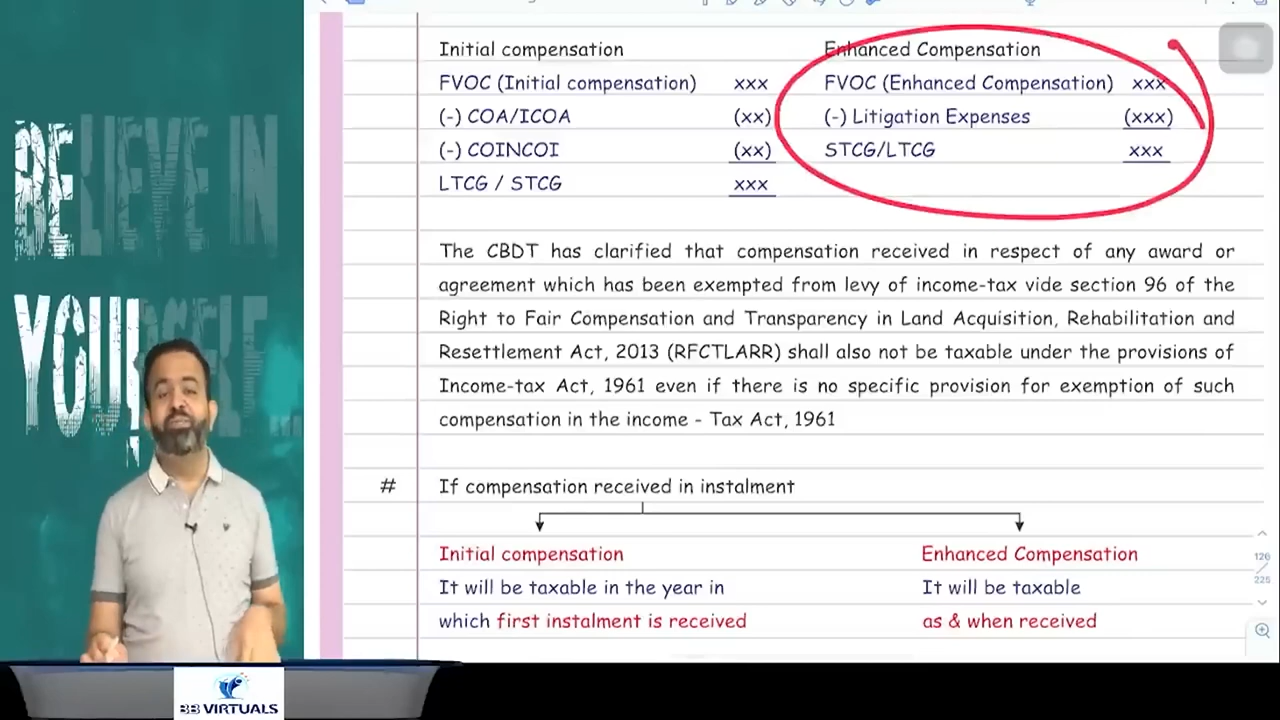 BELIEVE IN
YOURSELF...
Initial compensation
FVOC (Initial compensation) xxx
(-) COA/ICOA (xx)
(-) COINCOI (xx)
LTCG / STCG xxx
Enhanced Compensation
FVOC (Enhanced Compensation) xxx
(-) Litigation Expenses (xxx)
STCG/LTCG xxx
The CBDT has clarified that compensation received in respect of any award or
agreement which has been exempted from levy of income-tax vide section 96 of the
Right to Fair Compensation and Transparency in Land Acquisition, Rehabilitation and
Resettlement Act, 2013 (RFCTLARR) shall also not be taxable under the provisions of
Income-tax Act, 1961 even if there is no specific provision for exemption of such
compensation in the income - Tax Act, 1961
# If compensation received in instalment
Initial compensation
It will be taxable in the year in
which first instalment is received
Enhanced Compensation
It will be taxable
as & when received
126
225
BB VIRTUALS